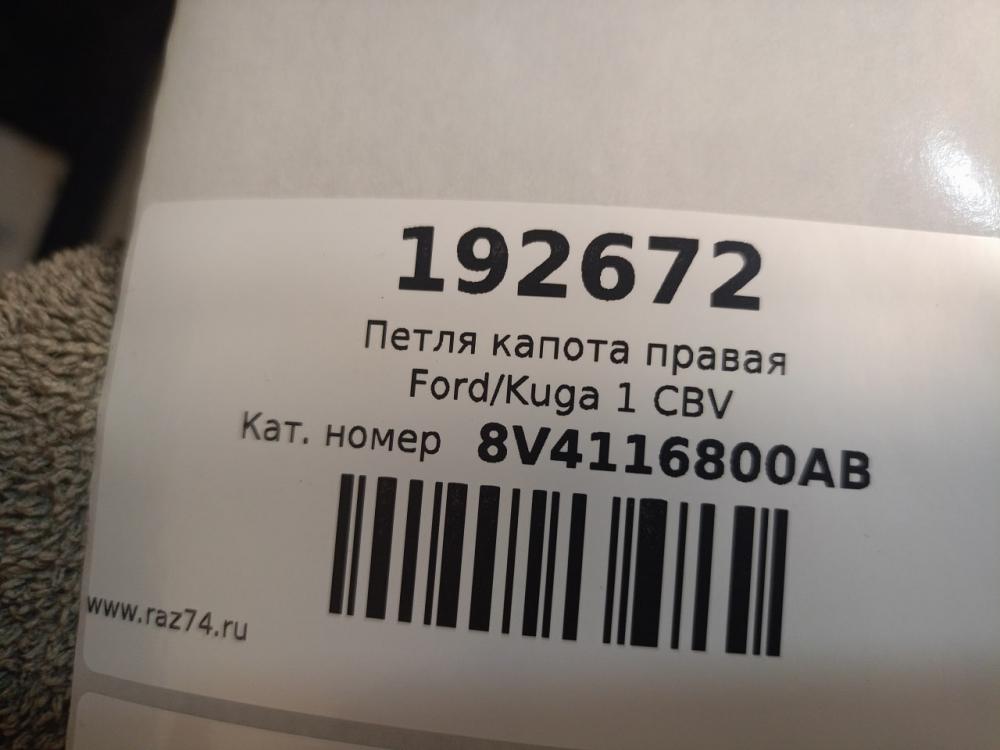 192672
Петля капота правая
Ford/Kuga 1 CBV
Кат. номер 8V4116800AB
www.raz74.ru